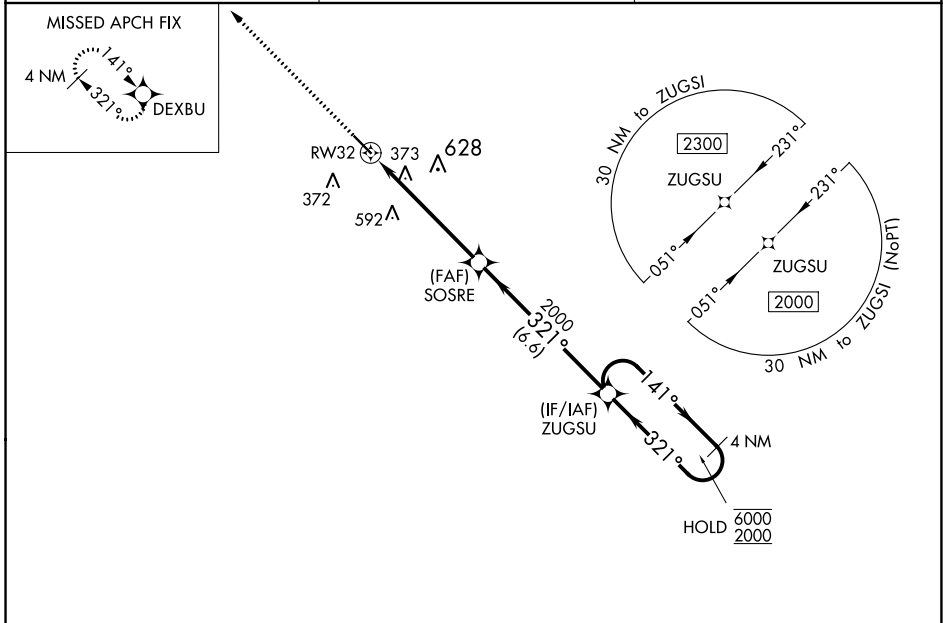 MISSED APCH FIX
4 NM
141°
321°
DEXBU
RW32
373
628
372
592
(FAF)
SOSRE
2000
321°
(6.6)
(IF/IAF)
ZUGSU
141°
321°
4 NM
HOLD
6000
2000
30 NM to ZUGSI
2300
ZUGSU
231°
051°
231°
ZUGSU
051°
2000
30 NM to ZUGSI (NoPT)